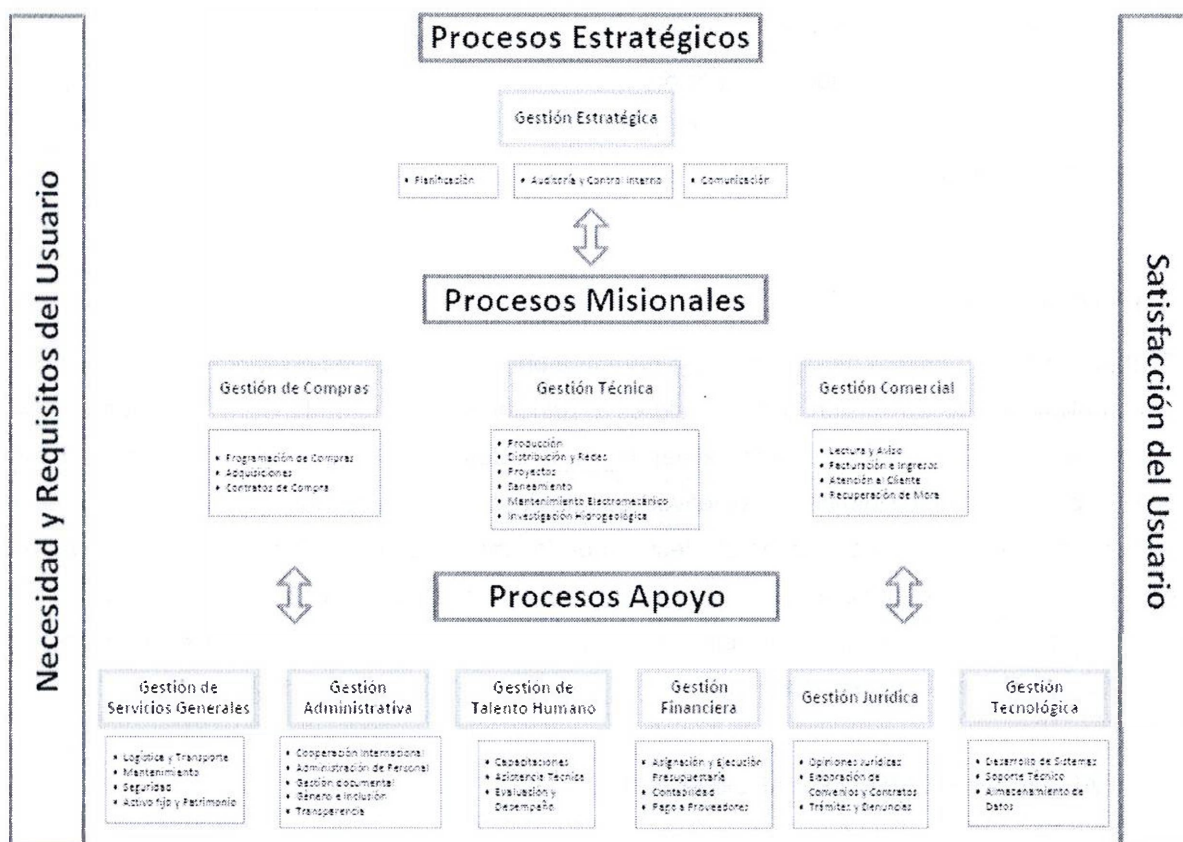 Necesidad y Requisitos del Usuario
Procesos Estratégicos
Gestión Estratégica
• Planificación
• Auditoría y Control Interno
• Comunicación
Procesos Misionales
Gestión de Compras
• Programación de Compras
• Adquisiciones
• Contratos de Compra
Gestión Técnica
• Producción
• Distribución y Redes
• Proyectos
• Saneamiento
• Mantenimiento Electromecánico
• Investigación Hidrogeológica
Gestión Comercial
• Lectura y Aviso
• Facturación e Ingresos
• Atención al Cliente
• Recuperación de Mora
Procesos Apoyo
Gestión de
Servicios Generales
• Logística y Transporte
• Mantenimiento
• Seguridad
• Activo fijo y Patrimonio
Gestión
Administrativa
• Cooperación Internacional
• Administración de Personal
• Gestión documental
• Género e Inclusión
• Transparencia
Gestión de
Talento Humano
• Capacitaciones
• Asistencia Tecnica
• Evaluación y
Desempeño
Gestión
Financiera
• Asignación y Ejecución
Presupuestaria
• Contabilidad
• Pago a Proveedores
Gestión Jurídica
• Opiniones Jurídicas
• Elaboración de
Convenios y Contratos
• Trámites y Denuncias
Gestión
Tecnológica
• Desarrollo de Sistemas
• Soporte Técnico
• Almacenamiento de
Datos
Satisfacción del Usuario